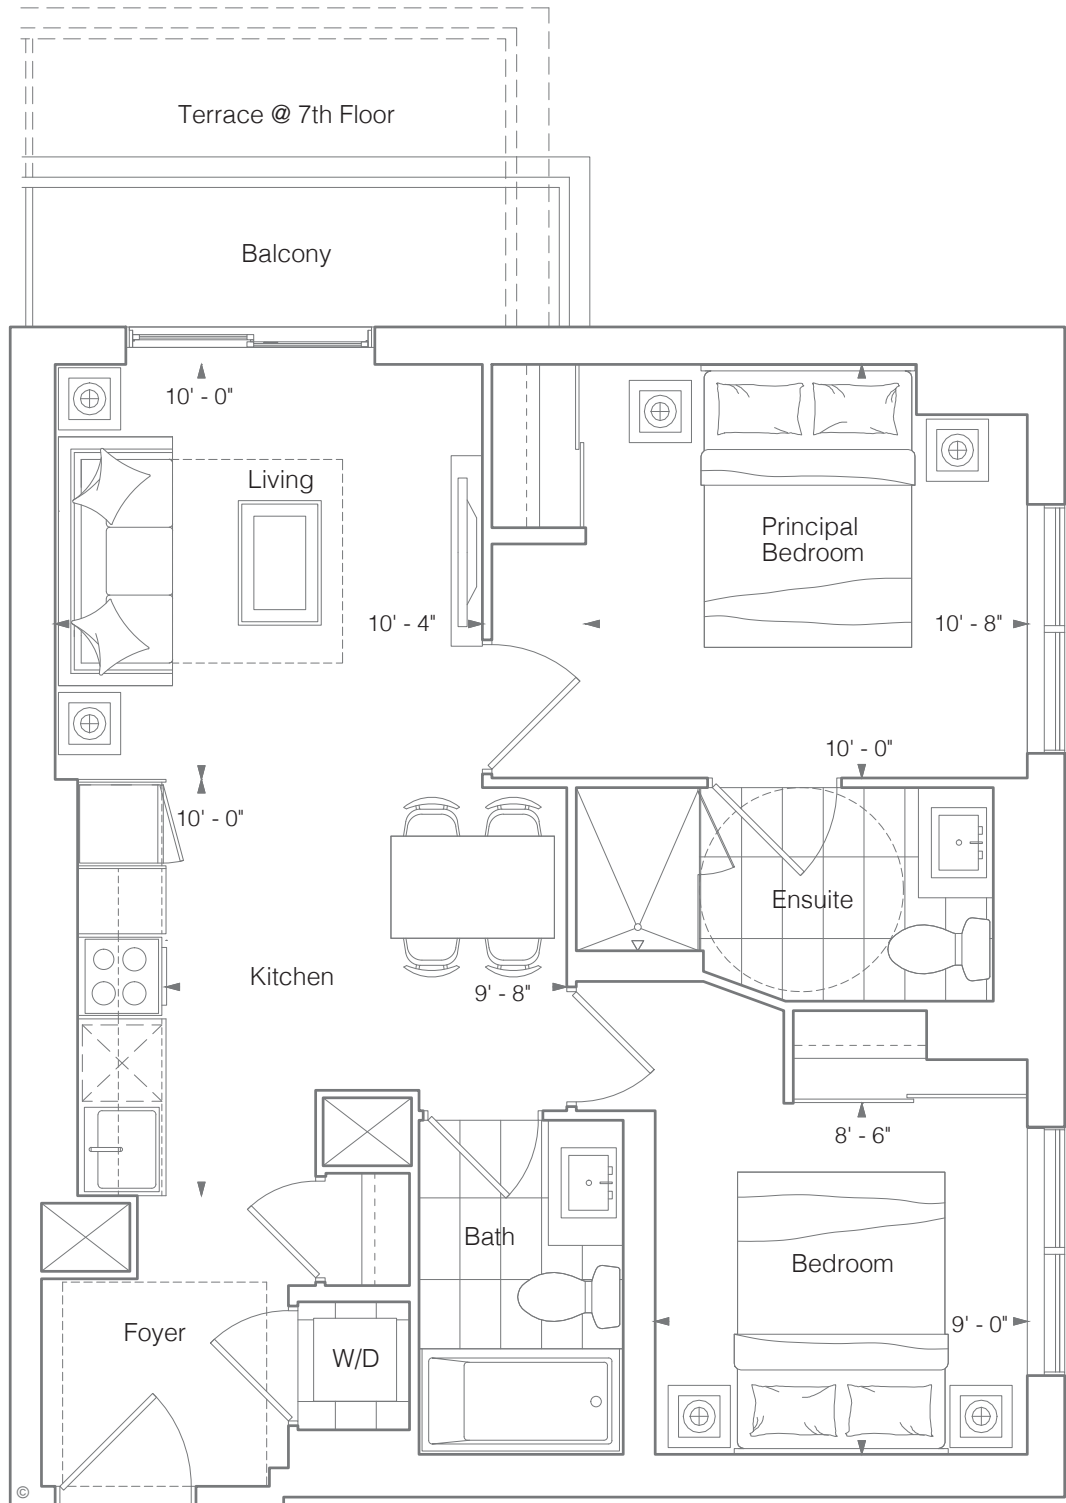 Terrace @ 7th Floor
Balcony
10' - 0"
Living
Principal
Bedroom
10' - 4"
10' - 8"
10' - 0"
10' - 0"
Ensuite
Kitchen
9' - 8"
8' - 6"
Bath
Bedroom
Foyer
9' - 0"
W/D
©